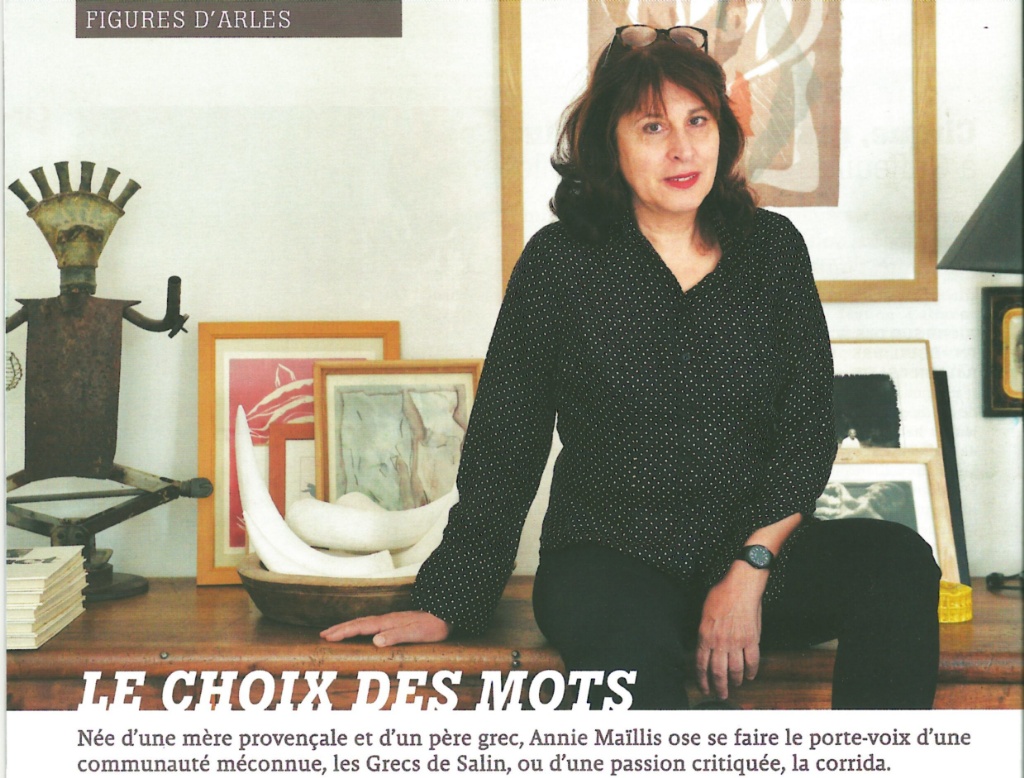 FIGURES D'ARLES
LE CHOIX DES MOTS
Née d'une mère provençale et d'un père grec, Annie Maïllis ose se faire le porte-voix d'une
communauté méconnue, les Grecs de Salin, ou d'une passion critiquée, la corrida.